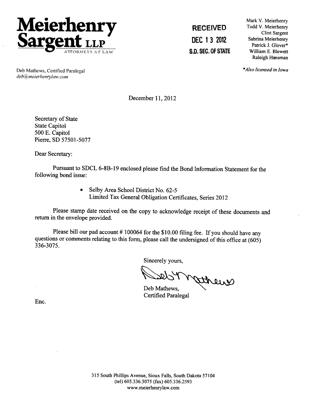 Meierhenry
Sargent LLP
ATTORNEYS AT LAW
RECEIVED
DEC 13 2012
S.D. SEC. OF STATE
Mark V. Meierhenry
Todd V. Meierhenry
Clint Sargent
Sabrina Meierhenry
Patrick J. Glover*
William E. Blewett
Raleigh Hansman
*Also licensed in Iowa
Deb Mathews, Certified Paralegal
deb@meierhenrylaw.com
December 11, 2012
Secretary of State
State Capitol
500 E. Capitol
Pierre, SD 57501-5077
Dear Secretary:
Pursuant to SDCL 6-8B-19 enclosed please find the Bond Information Statement for the
following bond issue:
• Selby Area School District No. 62-5
Limited Tax General Obligation Certificates, Series 2012
Please stamp date received on the copy to acknowledge receipt of these documents and
return in the envelope provided.
Please bill our pad account # 100064 for the $10.00 filing fee. If you should have any
questions or comments relating to this form, please call the undersigned of this office at (605)
336-3075.
Sincerely yours,
Deb Mathews
Deb Mathews,
Certified Paralegal
Enc.
315 South Phillips Avenue, Sioux Falls, South Dakota 57104
(tel) 605.336.3075 (fax) 605.336.2593
www.meierhenrylaw.com